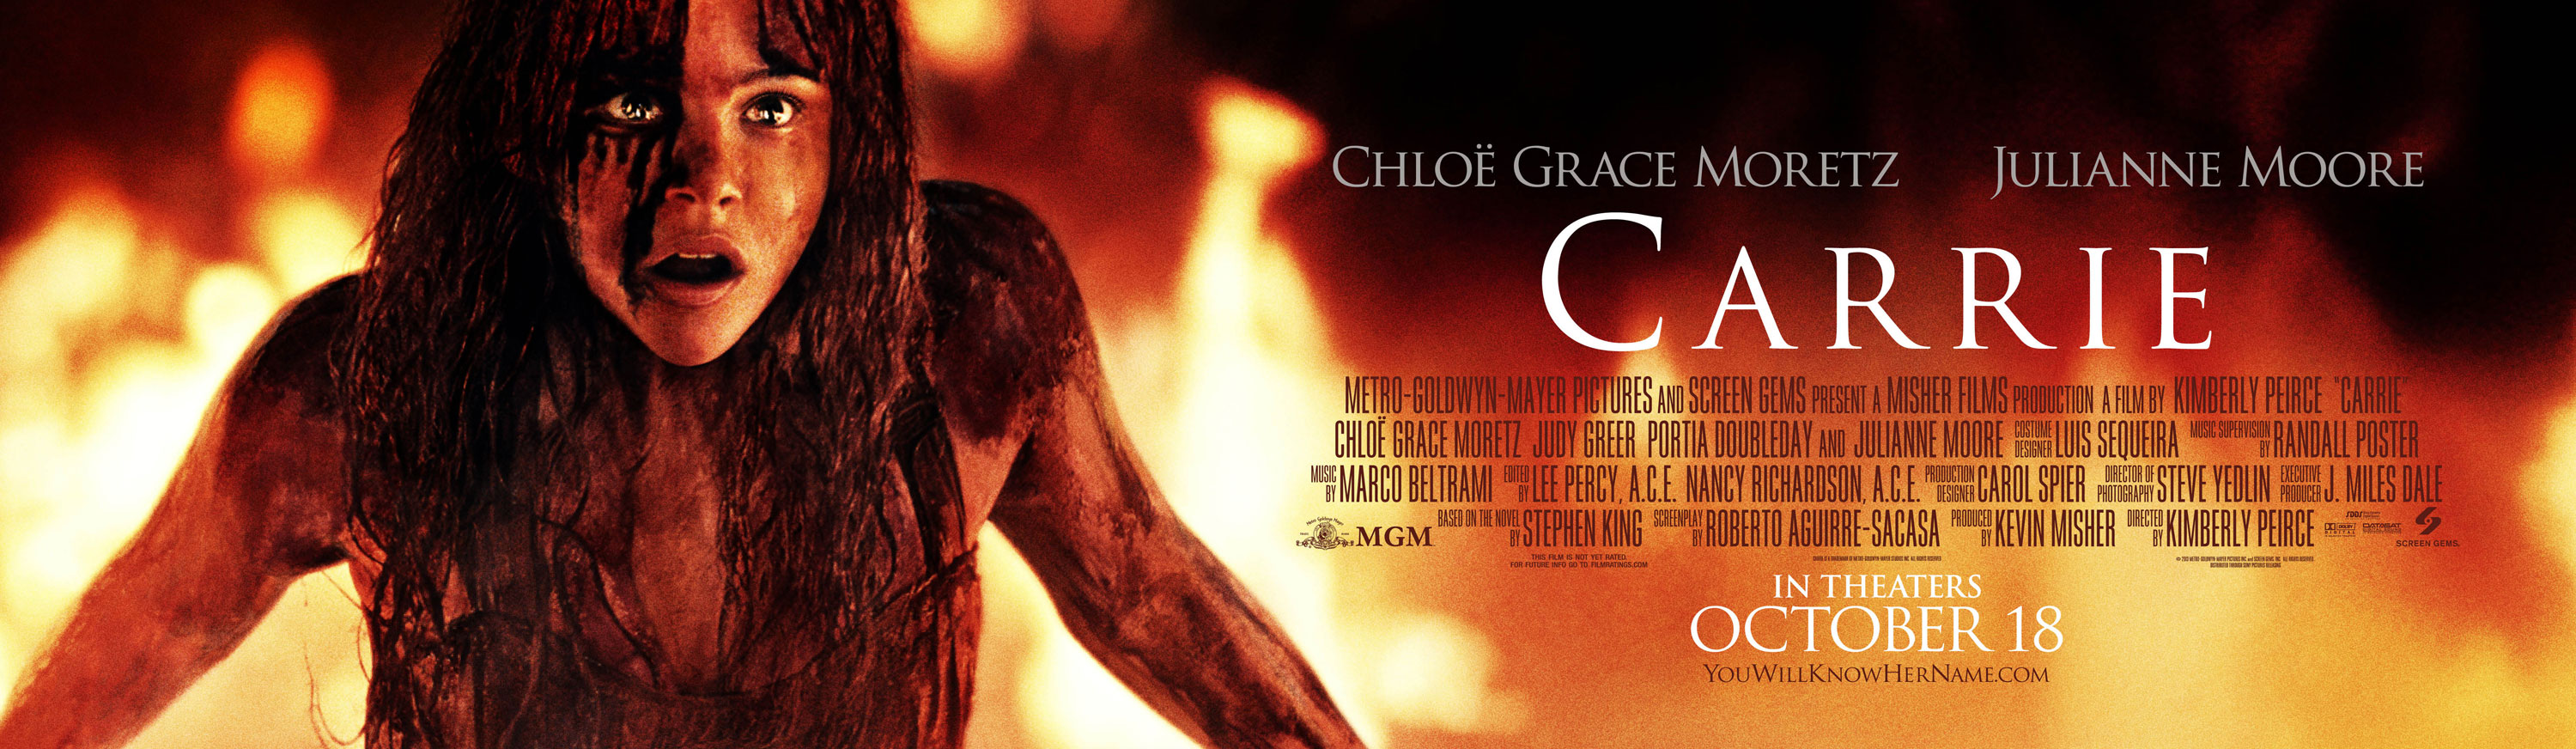 CHLOË GRACE MORETZ JULIANNE MOORE
CARRIE
METRO-GOLDWYN-MAYER PICTURES AND SCREEN GEMS PRESENT A MISHER FILMS PRODUCTION A FILM BY KIMBERLY PEIRCE "CARRIE"
CHLOË GRACE MORETZ JUDY GREER PORTIA DOUBLEDAY AND JULIANNE MOORE COSTUME DESIGNER LUIS SEQUEIRA MUSIC SUPERVISION BY RANDALL POSTER
MUSIC BY MARCO BELTRAMI EDITED BY LEE PERCY, A.C.E. NANCY RICHARDSON, A.C.E. PRODUCTION DESIGNER CAROL SPIER DIRECTOR OF PHOTOGRAPHY STEVE YEDLIN EXECUTIVE PRODUCER J. MILES DALE
MGM BASED ON THE NOVEL BY STEPHEN KING SCREENPLAY BY ROBERTO AGUIRRE-SACASA PRODUCED BY KEVIN MISHER DIRECTED BY KIMBERLY PEIRCE SCREEN GEMS
THIS FILM IS NOT YET RATED.
FOR FUTURE INFO GO TO FILMRATINGS.COM
IN THEATERS
OCTOBER 18
YOUWILLKNOWHERNAME.COM